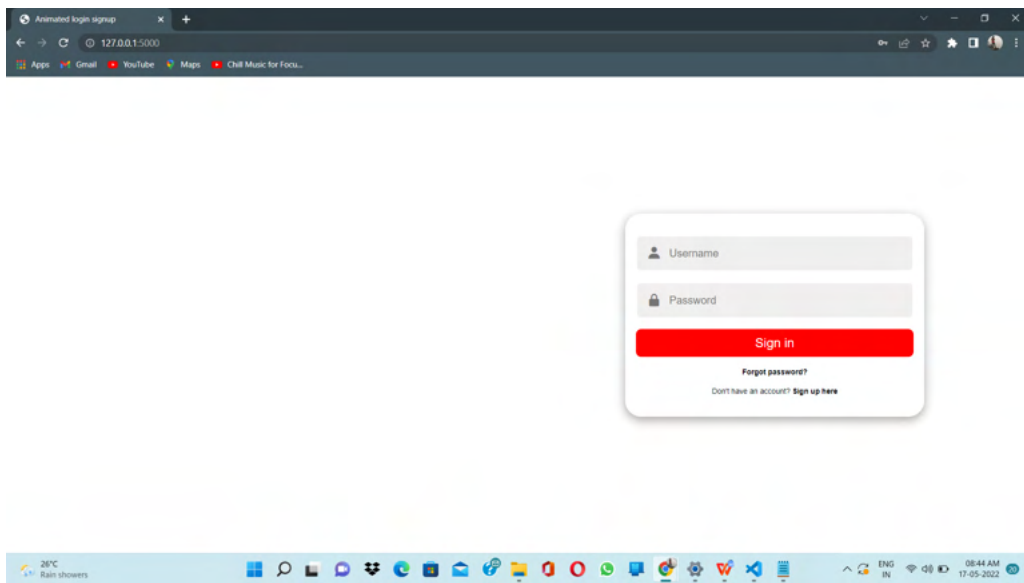 Animated login signup
127.0.0.1:5000
Apps Gmail YouTube Maps Chill Music for Focu...
Username
Password
Sign in
Forgot password?
Don't have an account? Sign up here
26°C
Rain showers
ENG
IN
08:44 AM
17-05-2022
20